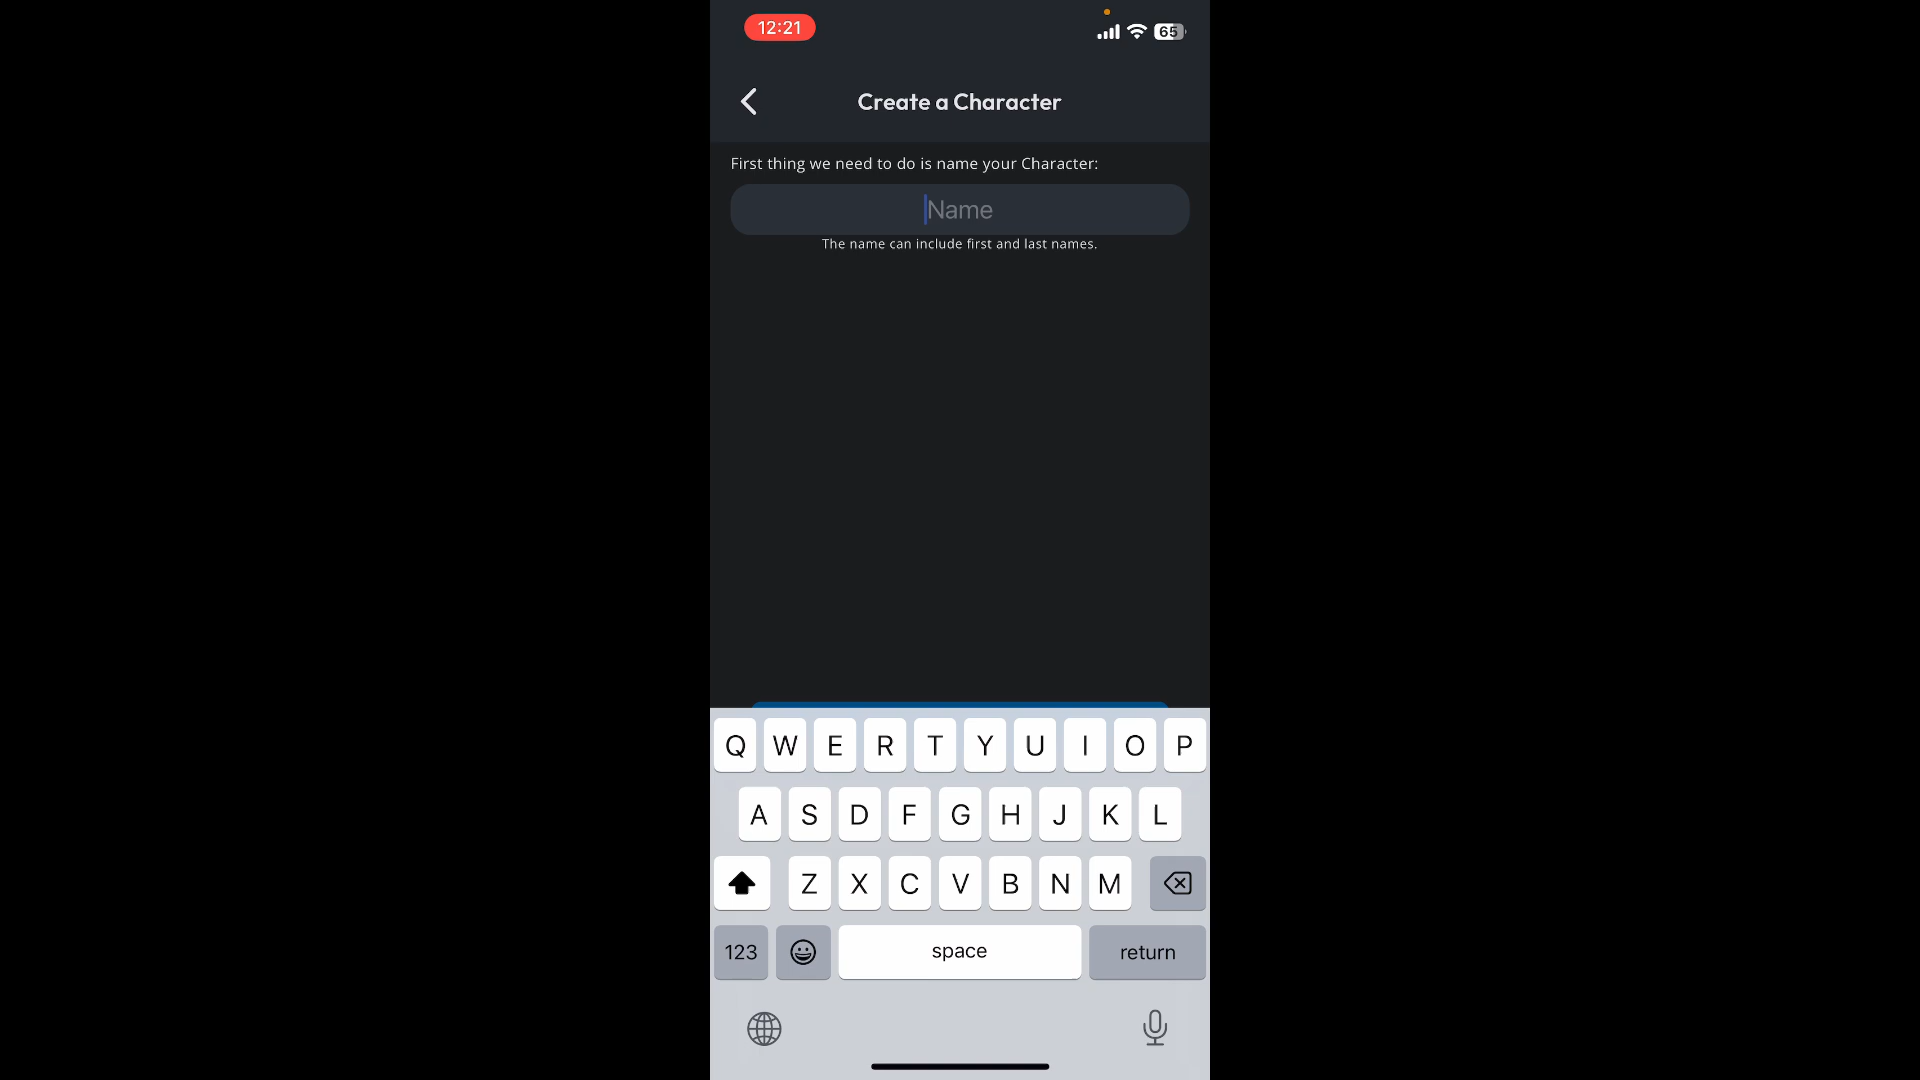 12:21
65
Create a Character
First thing we need to do is name your Character:
Name
The name can include first and last names.
Q W E R T Y U I O P
A S D F G H J K L
Z X C V B N M
123 space return